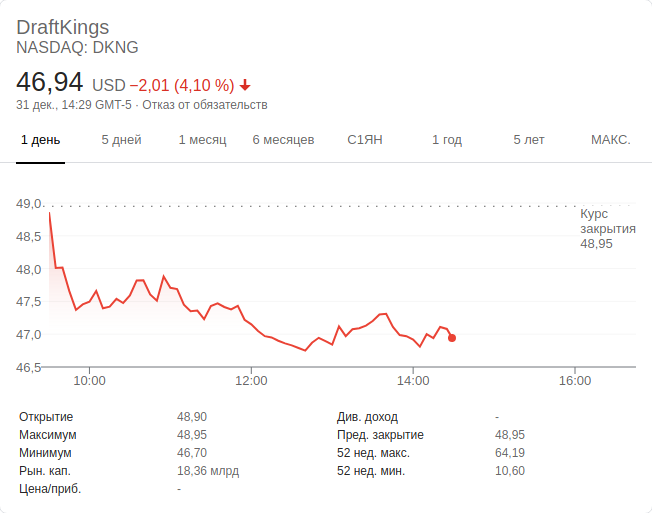 DraftKings
NASDAQ: DKNG
46,94 USD −2,01 (4,10 %)
31 дек., 14:29 GMT-5 · Отказ от обязательств
1 день 5 дней 1 месяц 6 месяцев С1ЯН 1 год 5 лет МАКС.
49,0
Курс
закрытия
48,95
48,5
48,0
47,5
47,0
46,5
10:00 12:00 14:00 16:00
Открытие 48,90 Див. доход -
Максимум 48,95 Пред. закрытие 48,95
Минимум 46,70 52 нед. макс. 64,19
Рын. кап. 18,36 млрд 52 нед. мин. 10,60
Цена/приб. -